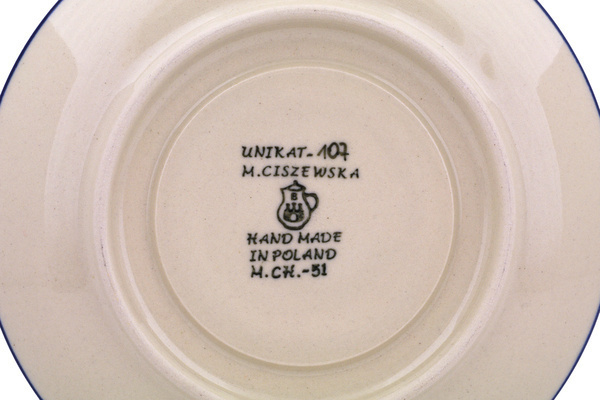 UNIKAT-107
M.CISZEWSKA
B
HAND MADE
IN POLAND
M.CH.-51